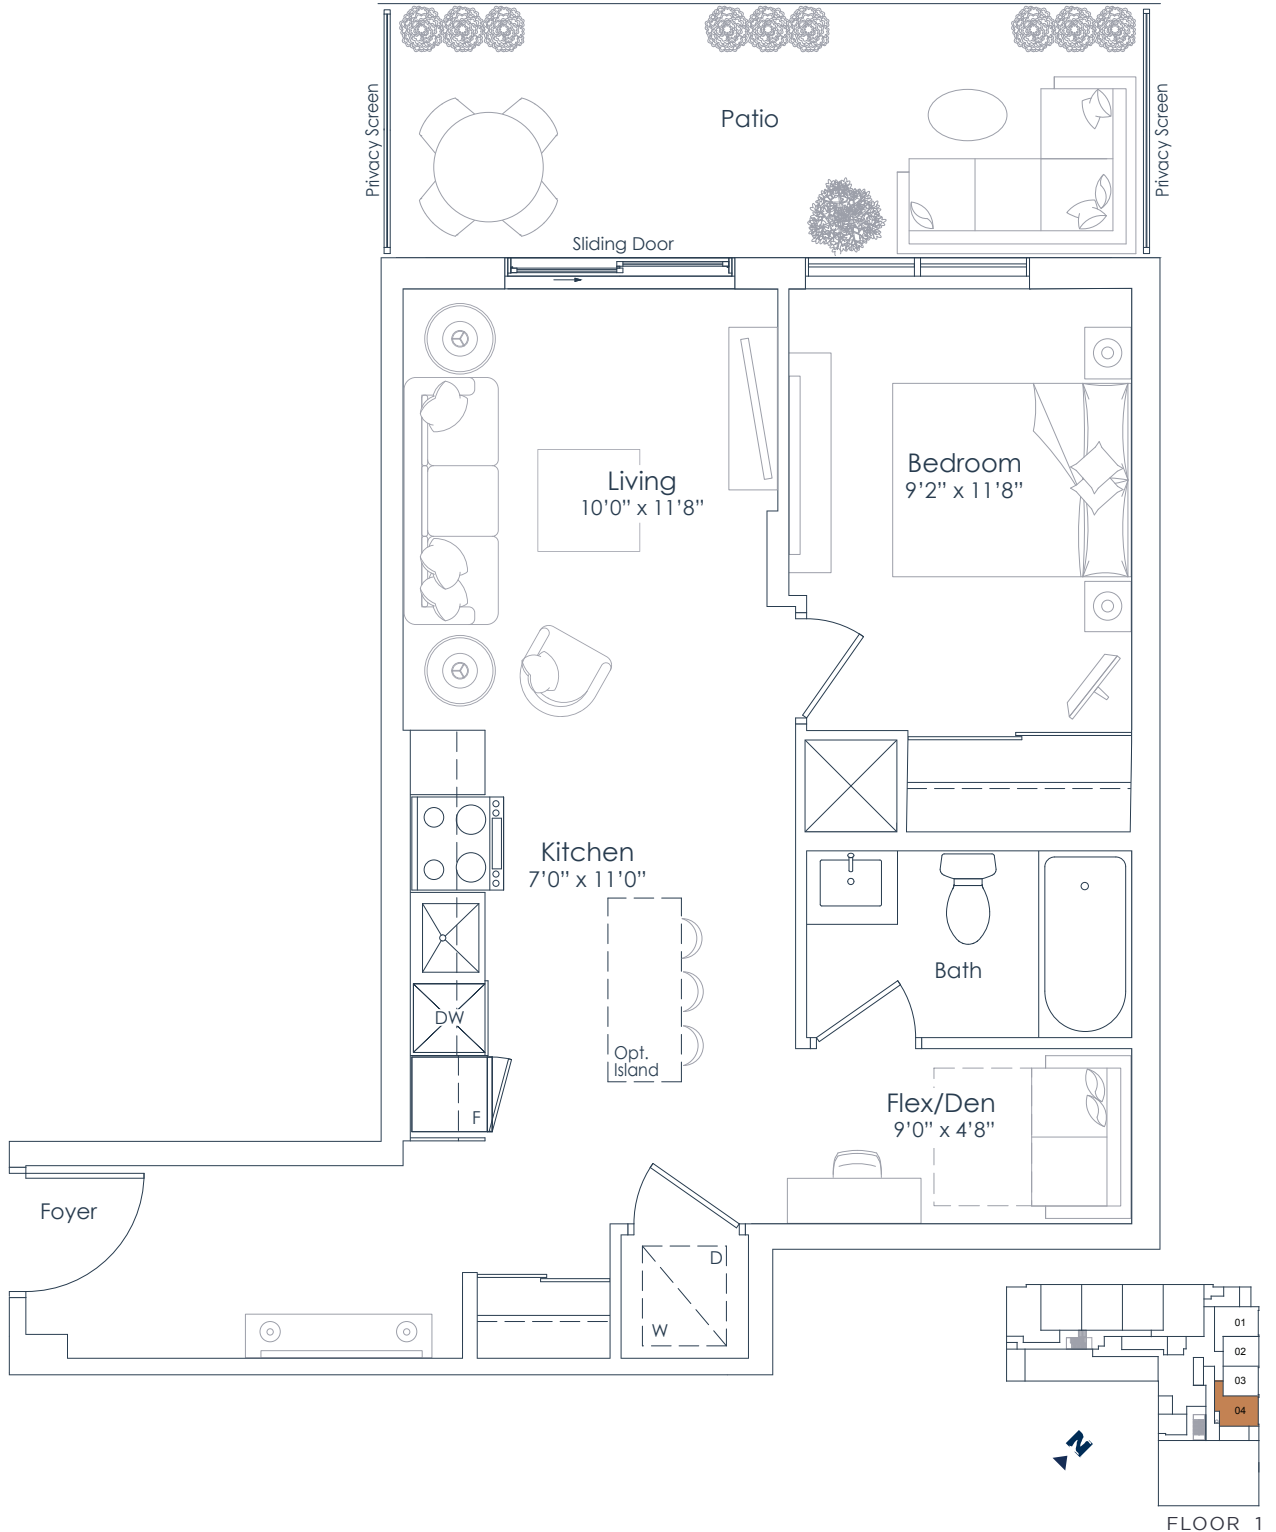 Privacy Screen
Patio
Privacy Screen
Sliding Door
Living
10’0” x 11’8”
Bedroom
9’2” x 11’8”
Kitchen
7’0” x 11’0”
Bath
DW
Opt.
Island
F
Flex/Den
9’0” x 4’8”
Foyer
D
W
01
02
03
04
N
FLOOR 1